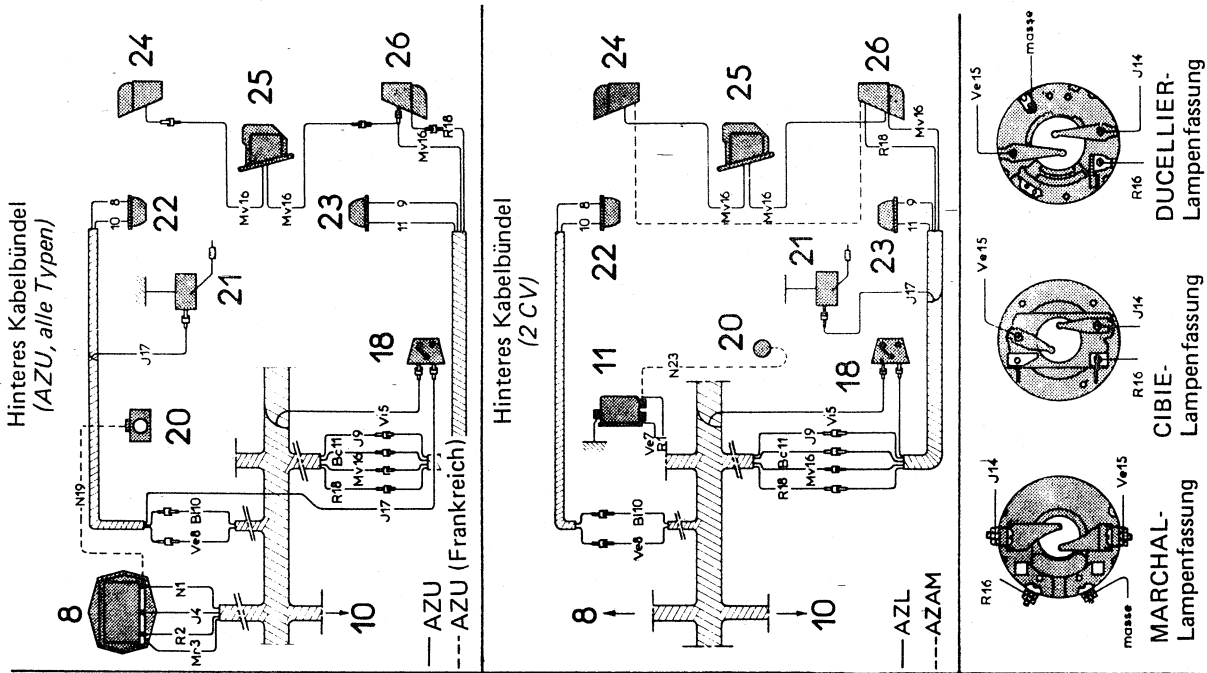 Hinteres Kabelbündel
(AZU, alle Typen)
24
25
26
8
10
22
Mv16
Mv16
23
9
11
Mv16
R18
21
J17
20
N19
18
Vi5
J9
Bc11
Mv16
R18
J17
Bl10
Ve8
8
N1
J4
R2
Mr3
10
AZU
AZU (Frankreich)
Hinteres Kabelbündel
(2 CV)
24
25
26
8
10
22
Mv16
Mv16
R18
Mv16
23
9
11
21
J17
11
20
N23
Ve7
R1
18
Vi5
J9
Bc11
Mv16
R18
Bl10
Ve8
8
10
AZL
AZAM
Ve15
masse
J14
R16
DUCELLIER-
Lampenfassung
Ve15
J14
R16
CIBIE-
Lampenfassung
J14
Ve15
R16
masse
MARCHAL-
Lampenfassung